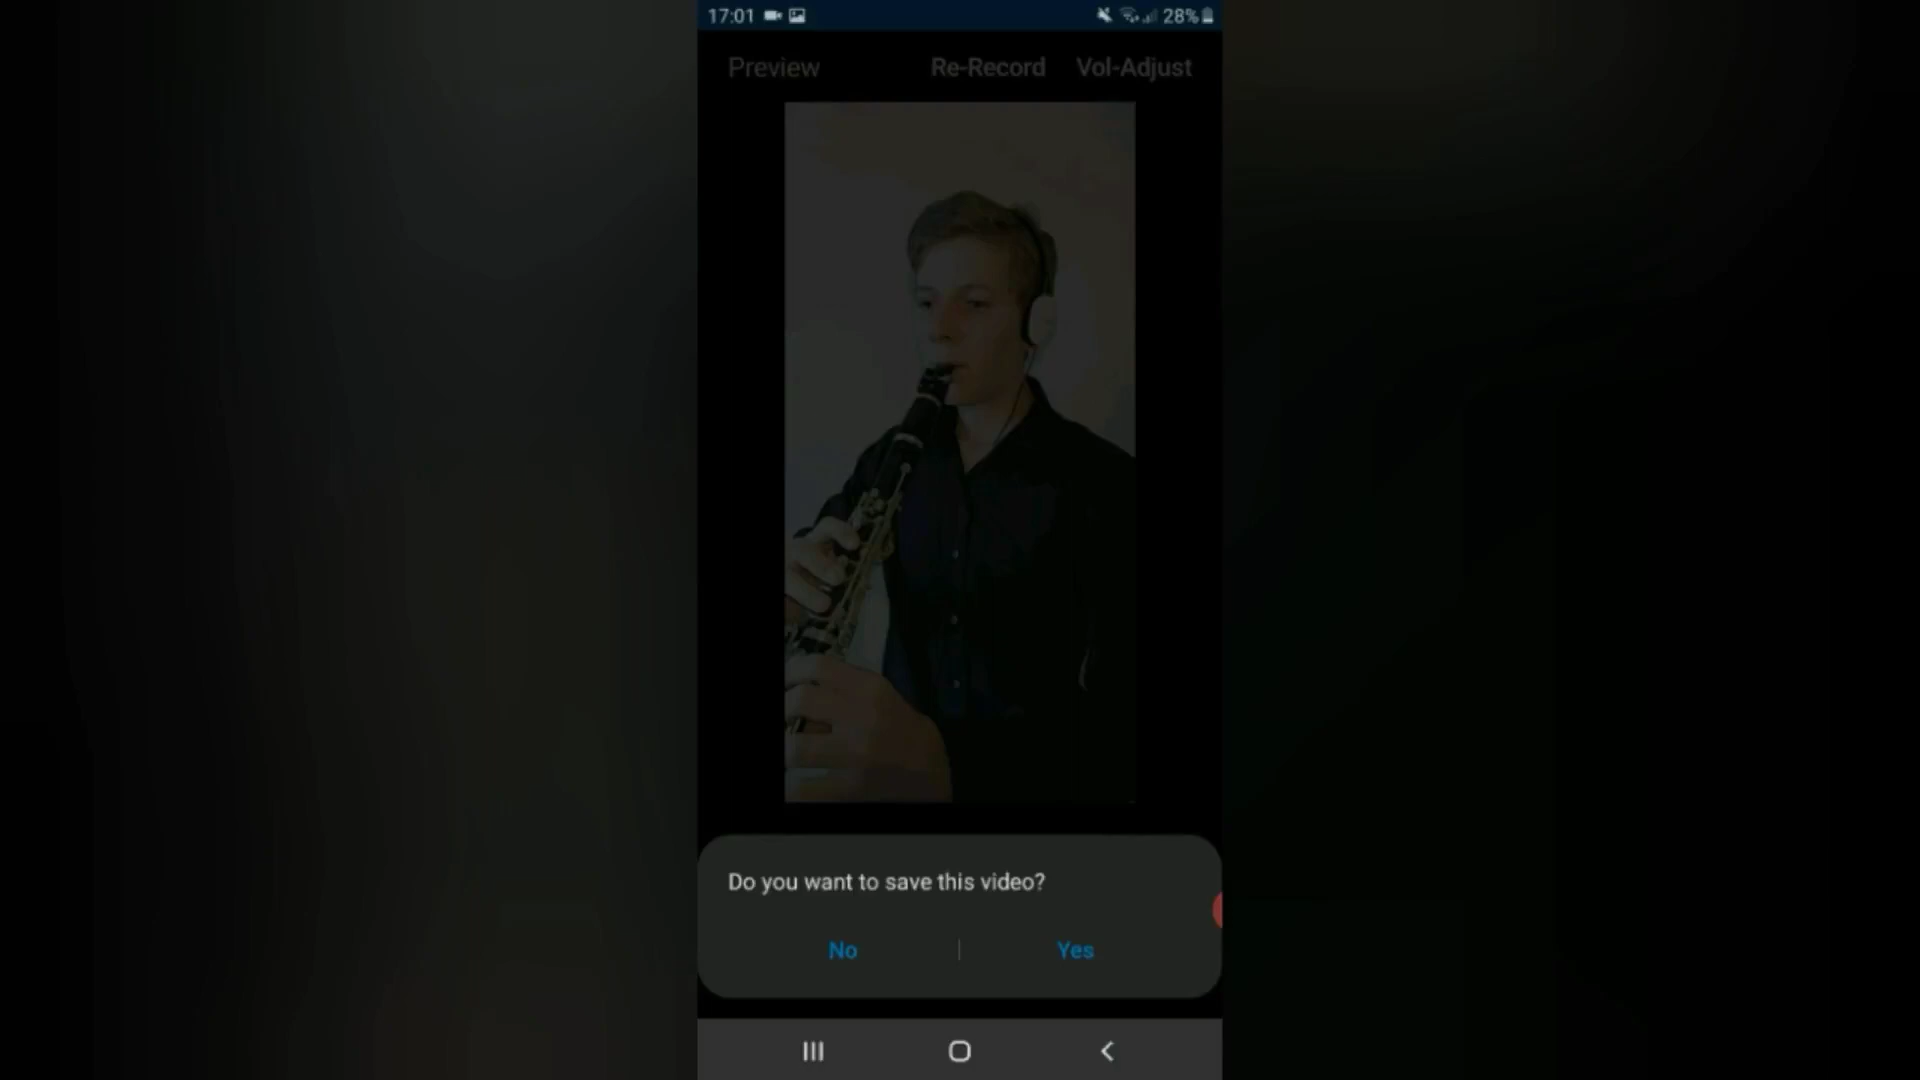 17:01 28%
Preview Re-Record Vol-Adjust
Do you want to save this video?
No | Yes